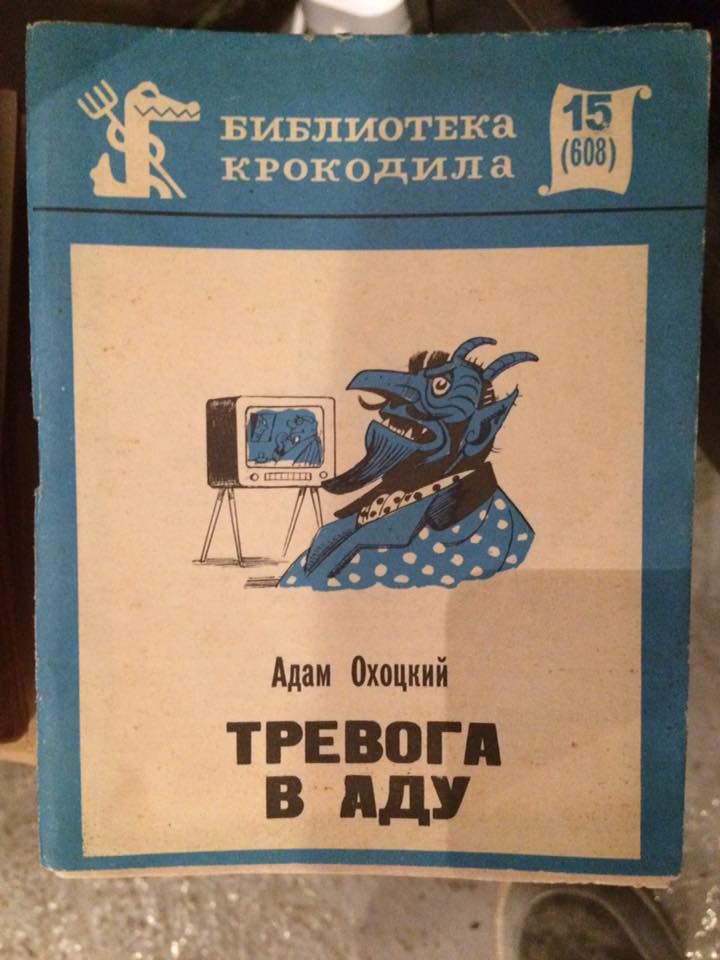 БИБЛИОТЕКА
КРОКОДИЛА
15
(608)
Адам Охоцкий
ТРЕВОГА
В АДУ